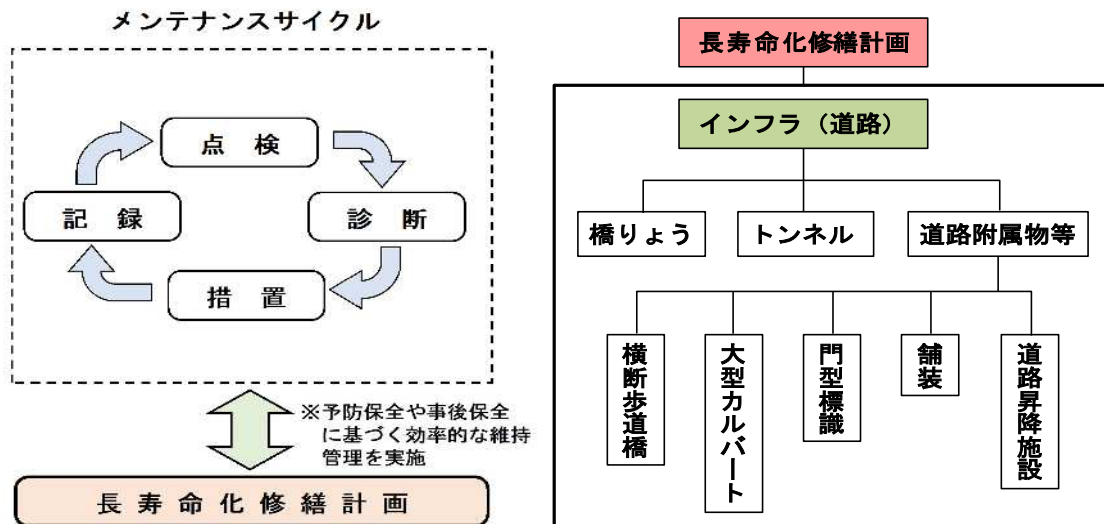 メンテナンスサイクル
点検
診断
措置
記録
※予防保全や事後保全
に基づく効率的な維持
管理を実施
長寿命化修繕計画
長寿命化修繕計画
インフラ（道路）
橋りょう
トンネル
道路附属物等
横断歩道橋
大型カルバート
門型標識
舗装
道路昇降施設